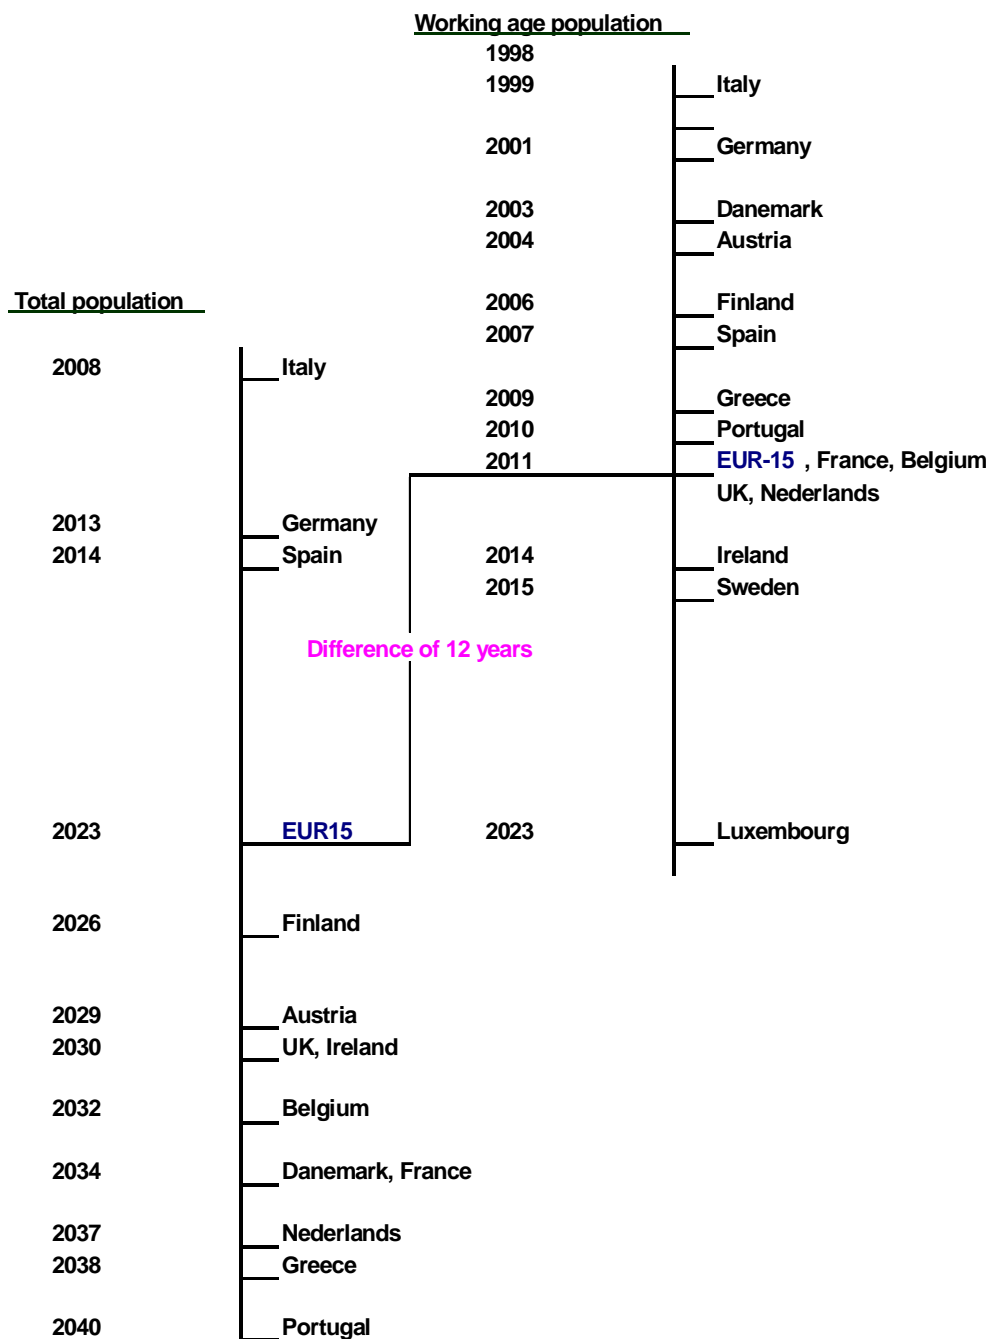 Working age population
1998
1999 Italy
2001 Germany
2003 Danemark
2004 Austria
Total population
2006 Finland
2007 Spain
2008 Italy
2009 Greece
2010 Portugal
2011 EUR-15 , France, Belgium
UK, Nederlands
2013 Germany
2014 Spain 2014 Ireland
2015 Sweden
Difference of 12 years
2023 EUR15 2023 Luxembourg
2026 Finland
2029 Austria
2030 UK, Ireland
2032 Belgium
2034 Danemark, France
2037 Nederlands
2038 Greece
2040 Portugal